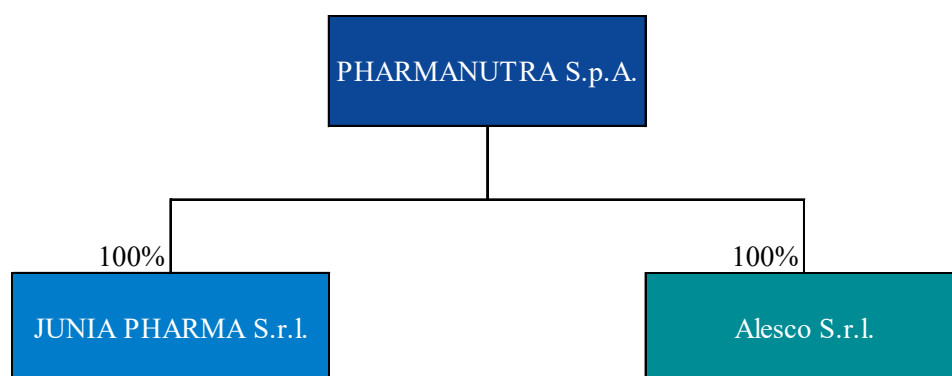 PHARMANUTRA S.p.A.
100%
100%
JUNIA PHARMA S.r.l.
Alesco S.r.l.